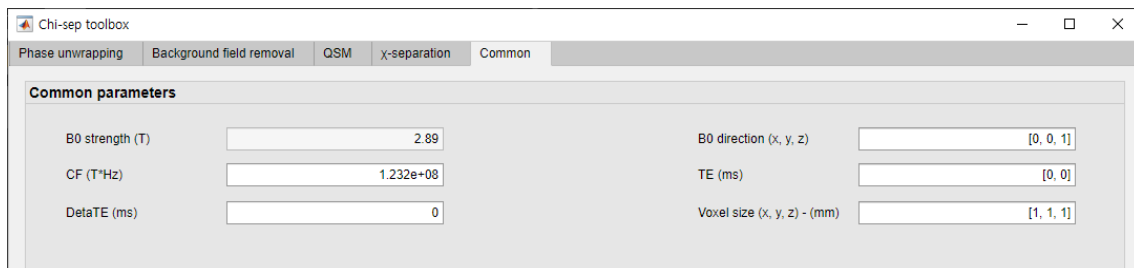 Chi-sep toolbox
Phase unwrapping Background field removal QSM χ-separation Common
Common parameters
B0 strength (T) 2.89 B0 direction (x, y, z) [0, 0, 1]
CF (T*Hz) 1.232e+08 TE (ms) [0, 0]
DetaTE (ms) 0 Voxel size (x, y, z) - (mm) [1, 1, 1]